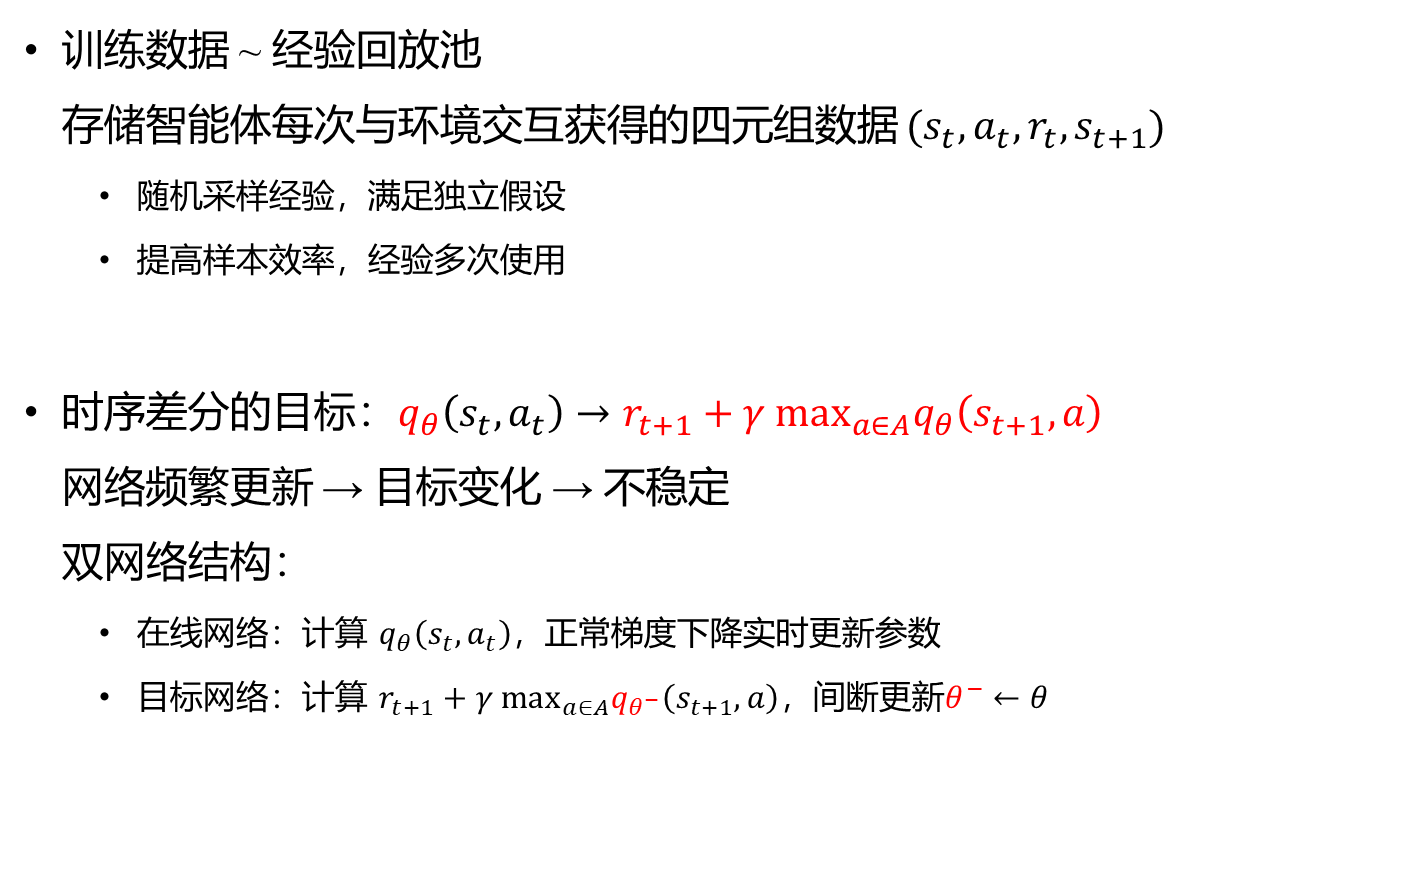 • 训练数据 ~ 经验回放池
存储智能体每次与环境交互获得的四元组数据 (s_t, a_t, r_t, s_{t+1})
• 随机采样经验，满足独立假设
• 提高样本效率，经验多次使用
• 时序差分的目标：q_θ(s_t, a_t) → r_{t+1} + γ max_{a∈A} q_θ(s_{t+1}, a)
网络频繁更新 → 目标变化 → 不稳定
双网络结构：
• 在线网络：计算 q_θ(s_t, a_t)，正常梯度下降实时更新参数
• 目标网络：计算 r_{t+1} + γ max_{a∈A} q_{θ^−}(s_{t+1}, a)，间断更新θ^− ← θ